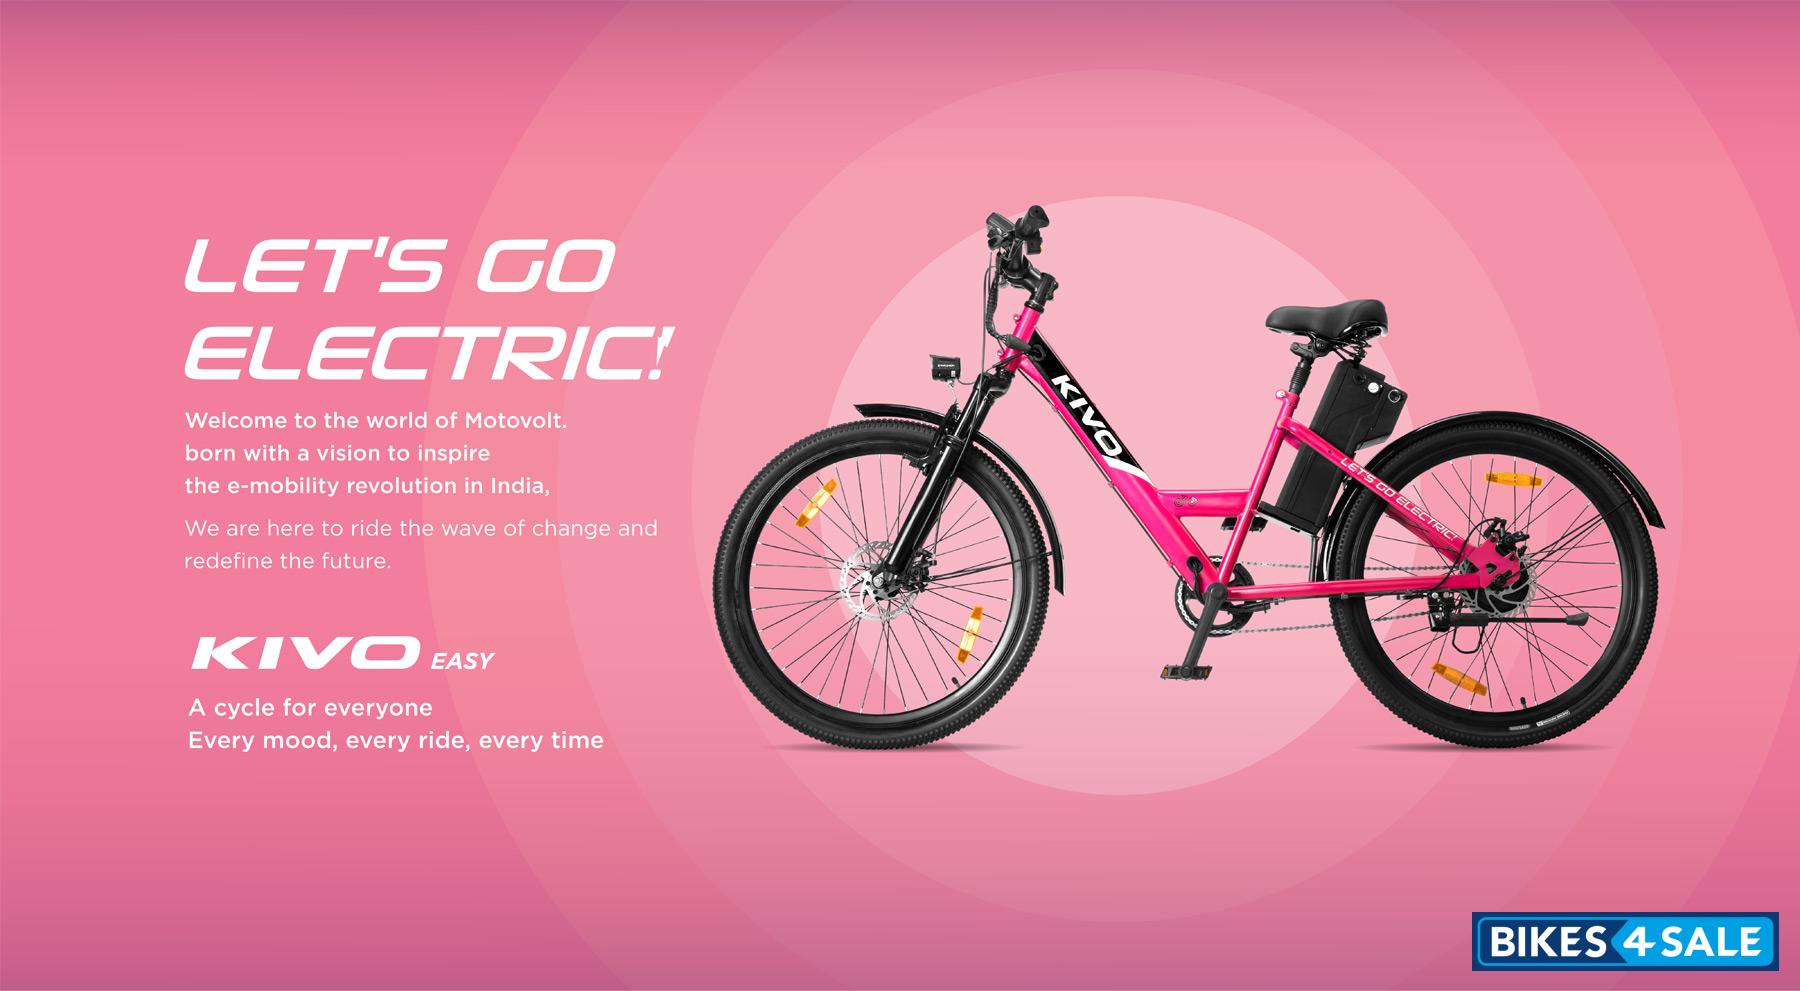 LET'S GO
ELECTRIC!
Welcome to the world of Motovolt.
born with a vision to inspire
the e-mobility revolution in India,
We are here to ride the wave of change and
redefine the future.
KIVO EASY
A cycle for everyone
Every mood, every ride, every time
KIVO
LET'S GO ELECTRIC!
BIKES 4 SALE